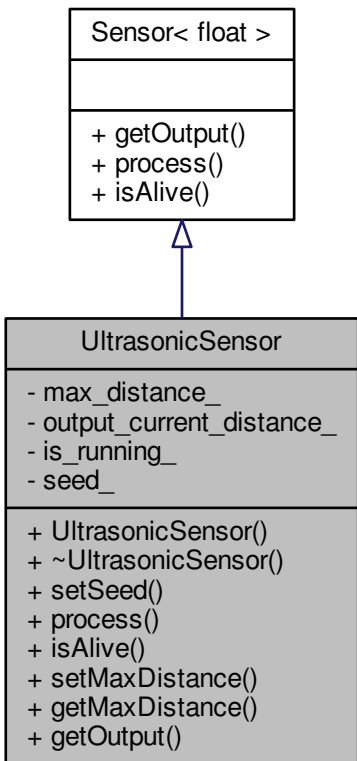 Sensor< float >
+ getOutput()
+ process()
+ isAlive()
UltrasonicSensor
- max_distance_
- output_current_distance_
- is_running_
- seed_
+ UltrasonicSensor()
+ ~UltrasonicSensor()
+ setSeed()
+ process()
+ isAlive()
+ setMaxDistance()
+ getMaxDistance()
+ getOutput()